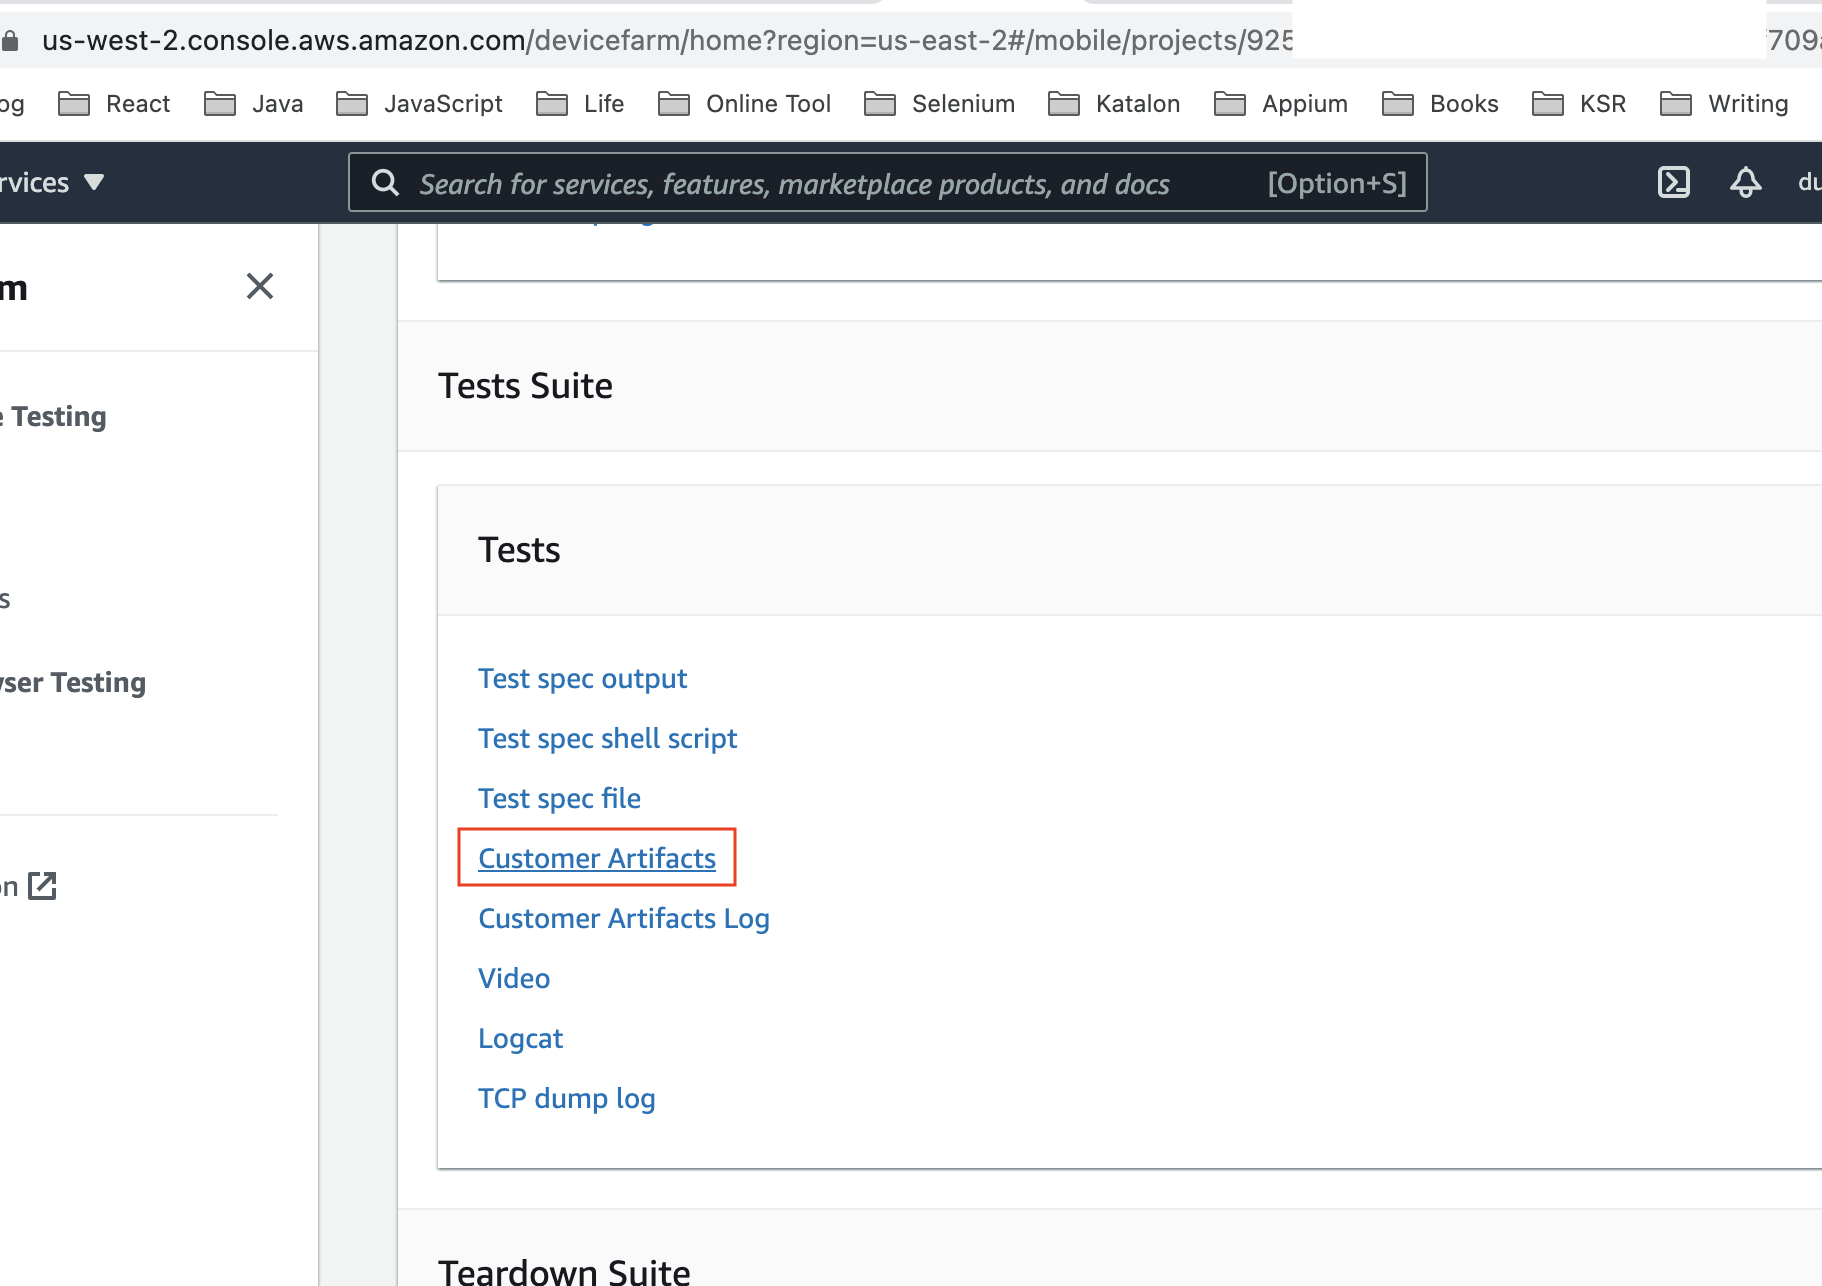 us-west-2.console.aws.amazon.com/devicefarm/home?region=us-east-2#/mobile/projects/925 709
og React Java JavaScript Life Online Tool Selenium Katalon Appium Books KSR Writing
rvices Search for services, features, marketplace products, and docs [Option+S] du
m
Tests Suite
e Testing
Tests
s
Test spec output
ser Testing
Test spec shell script
Test spec file
Customer Artifacts
on
Customer Artifacts Log
Video
Logcat
TCP dump log
Teardown Suite